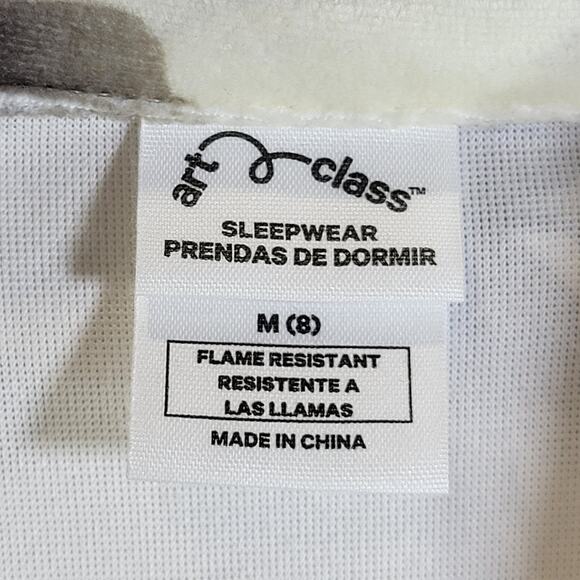 art class™
SLEEPWEAR
PRENDAS DE DORMIR
M (8)
FLAME RESISTANT
RESISTENTE A
LAS LLAMAS
MADE IN CHINA